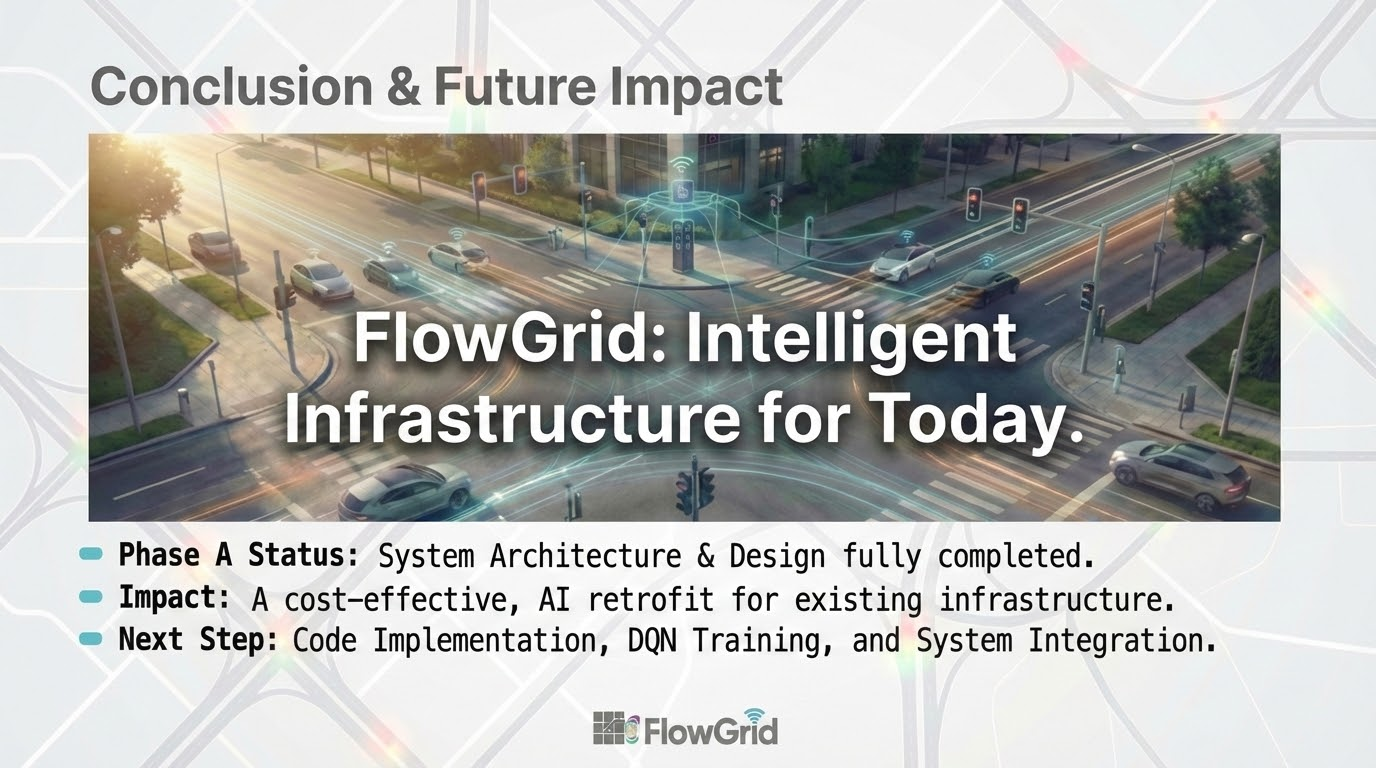 Conclusion & Future Impact
FlowGrid: Intelligent
Infrastructure for Today.
Phase A Status: System Architecture & Design fully completed.
Impact: A cost-effective, AI retrofit for existing infrastructure.
Next Step: Code Implementation, DQN Training, and System Integration.
FlowGrid